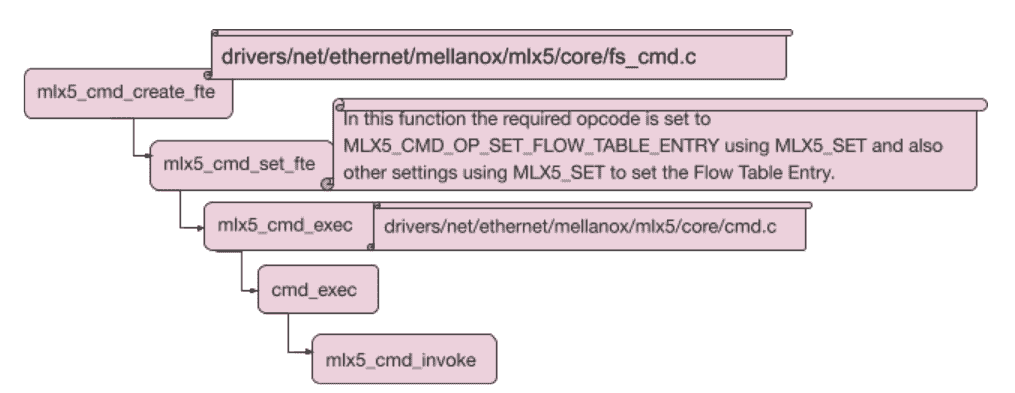 drivers/net/ethernet/mellanox/mlx5/core/fs_cmd.c
mlx5_cmd_create_fte
In this function the required opcode is set to
MLX5_CMD_OP_SET_FLOW_TABLE_ENTRY using MLX5_SET and also
other settings using MLX5_SET to set the Flow Table Entry.
mlx5_cmd_set_fte
mlx5_cmd_exec
drivers/net/ethernet/mellanox/mlx5/core/cmd.c
cmd_exec
mlx5_cmd_invoke